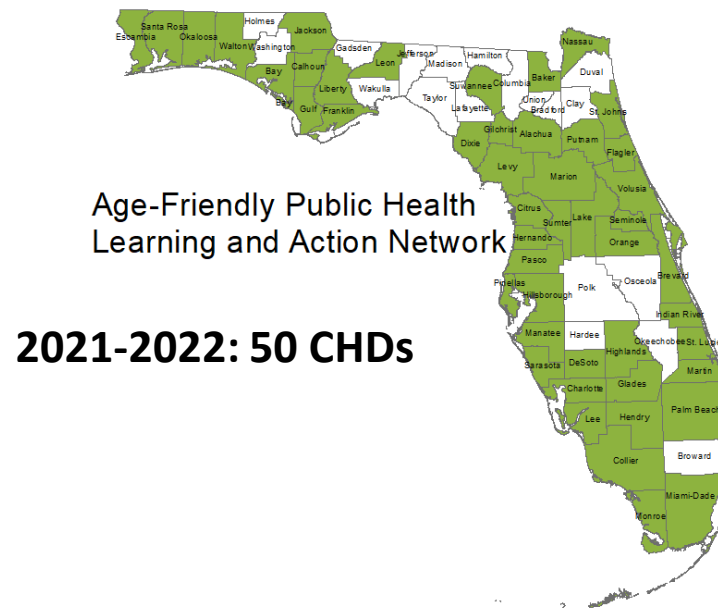 Holmes
Santa Rosa
Jackson
Escambia
Okaloosa
Walton
Washington
Gadsden
Leon
Jefferson
Madison
Hamilton
Nassau
Baker
Duval
Bay
Calhoun
Liberty
Wakulla
Taylor
Suwannee
Columbia
Lafayette
Union
Bradford
Clay
St. Johns
Bay
Gulf
Franklin
Dixie
Gilchrist
Alachua
Putnam
Flagler
Levy
Marion
Volusia
Age-Friendly Public Health
Learning and Action Network
Citrus
Sumter
Lake
Seminole
Hernando
Orange
Pasco
Osceola
Brevard
Pinellas
Hillsborough
Polk
Indian River
2021-2022: 50 CHDs
Manatee
Hardee
Highlands
Okeechobee
St. Lucie
Sarasota
DeSoto
Martin
Charlotte
Glades
Lee
Hendry
Palm Beach
Collier
Broward
Miami-Dade
Monroe
?